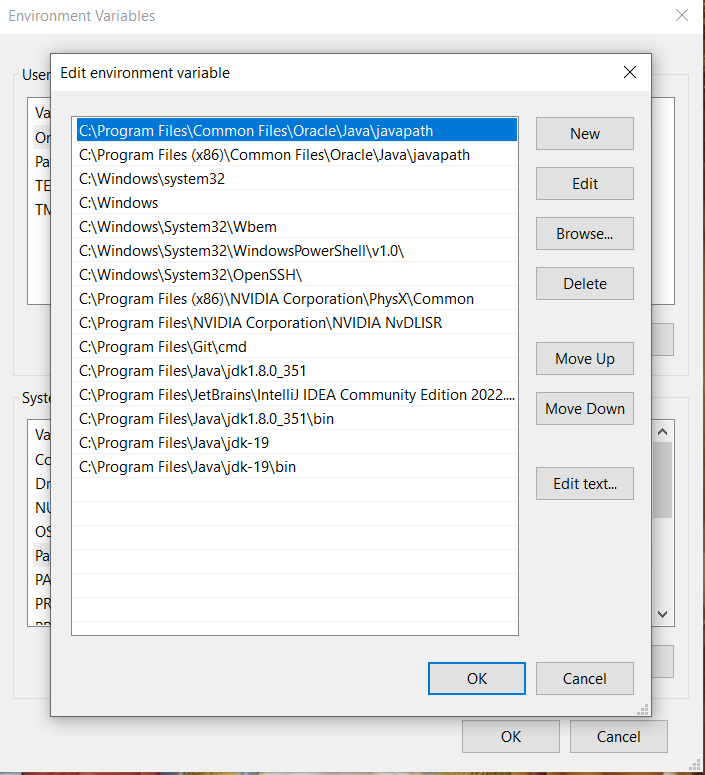 Environment Variables
Edit environment variable
User
Va
Or
Pa
TE
TM
C:\Program Files\Common Files\Oracle\Java\javapath
C:\Program Files (x86)\Common Files\Oracle\Java\javapath
C:\Windows\system32
C:\Windows
C:\Windows\System32\Wbem
C:\Windows\System32\WindowsPowerShell\v1.0\
C:\Windows\System32\OpenSSH\
C:\Program Files (x86)\NVIDIA Corporation\PhysX\Common
C:\Program Files\NVIDIA Corporation\NVIDIA NvDLISR
C:\Program Files\Git\cmd
C:\Program Files\Java\jdk1.8.0_351
C:\Program Files\JetBrains\IntelliJ IDEA Community Edition 2022....
C:\Program Files\Java\jdk1.8.0_351\bin
C:\Program Files\Java\jdk-19
C:\Program Files\Java\jdk-19\bin
New
Edit
Browse...
Delete
Move Up
Move Down
Edit text...
Syste
Va
Co
Dr
NU
OS
Pa
PA
PR
OK
Cancel
OK
Cancel